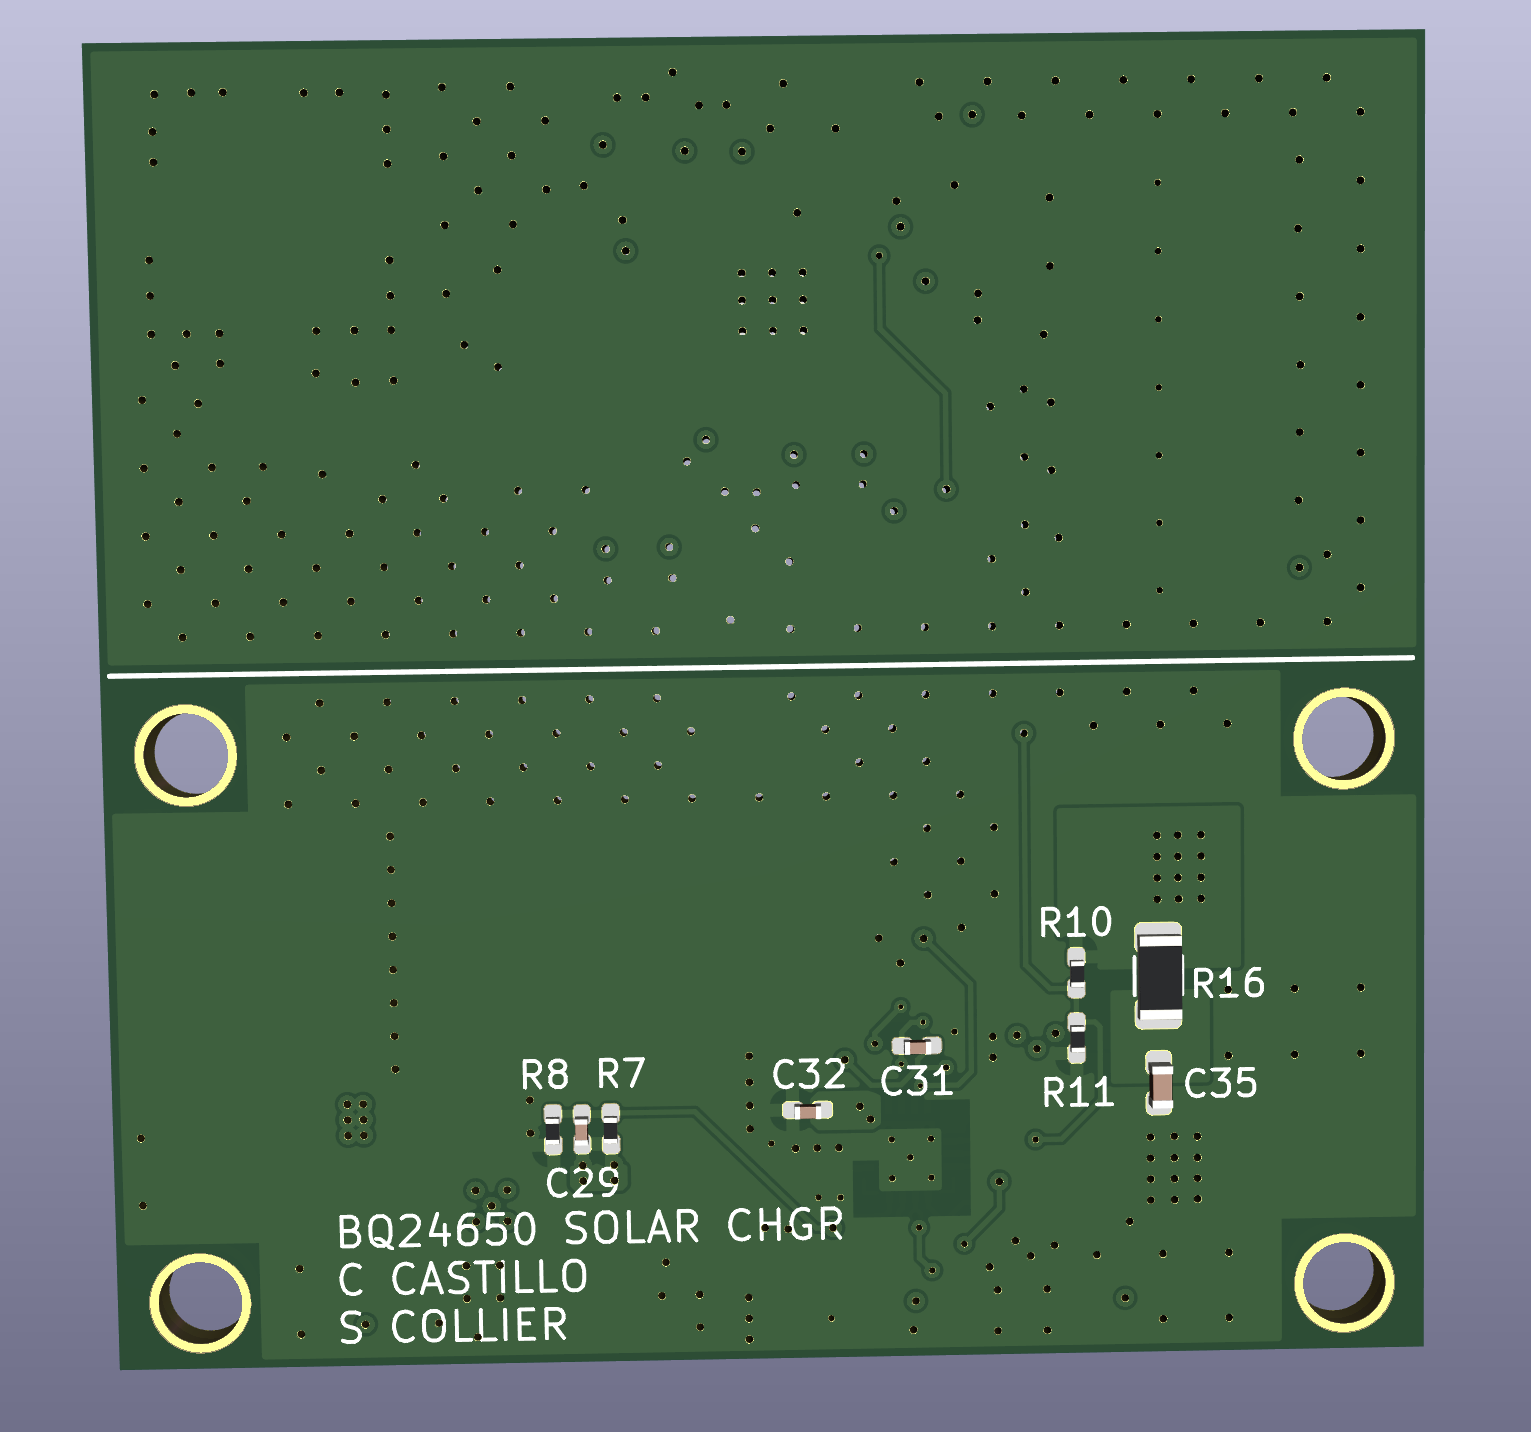 R10
R16
R8 R7
C32
C31
R11
C35
C29
BQ24650 SOLAR CHGR
C CASTILLO
S COLLIER